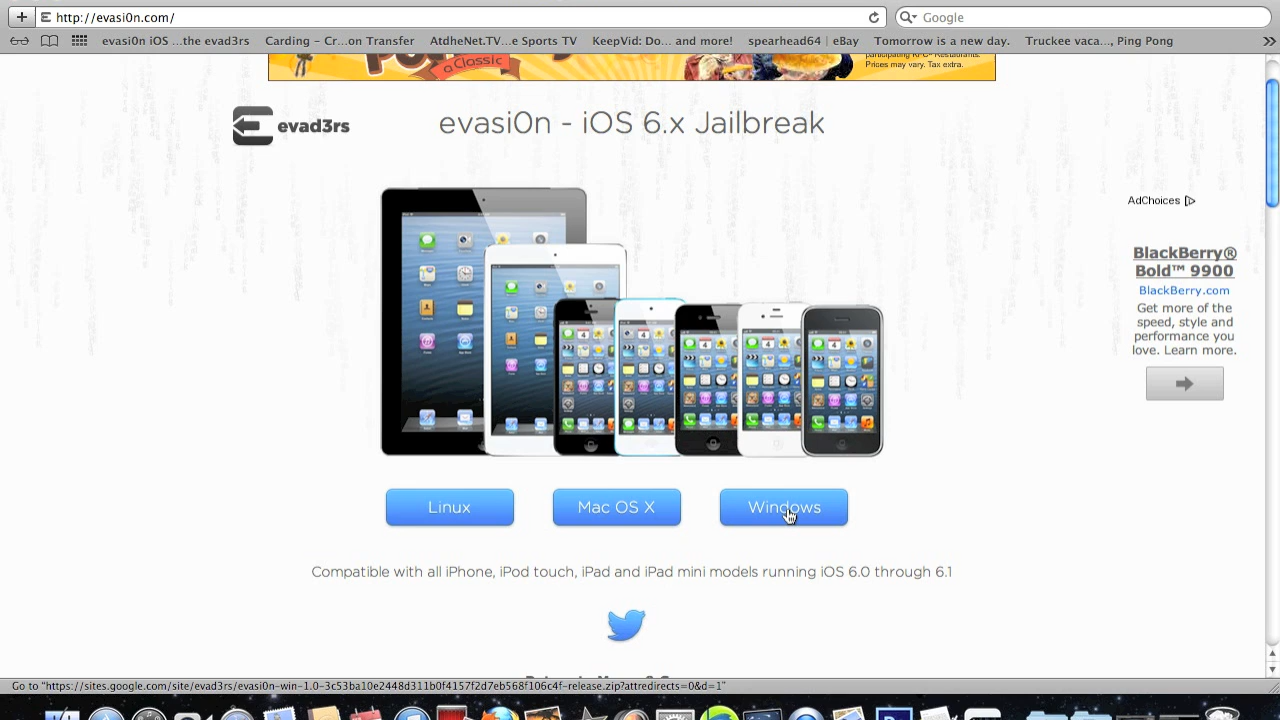 http://evasi0n.com/
Google
evasi0n iOS ...the evad3rs
Carding – Cr...on Transfer
AtdheNet.TV...e Sports TV
KeepVid: Do... and more!
spearhead64 | eBay
Tomorrow is a new day.
Truckee vaca..., Ping Pong
a Classic
participating KFC® Restaurants.
Prices may vary. Tax extra.
evad3rs
evasi0n - iOS 6.x Jailbreak
AdChoices
BlackBerry®
Bold™ 9900
BlackBerry.com
Get more of the
speed, style and
performance you
love. Learn more.
Linux
Mac OS X
Windows
Compatible with all iPhone, iPod touch, iPad and iPad mini models running iOS 6.0 through 6.1
Go to "https://sites.google.com/site/evad3rs/evasi0n-win-1.0-3c53ba10e2448d311b0f4157f2d7eb568f106c4f-release.zip?attredirects=0&d=1"